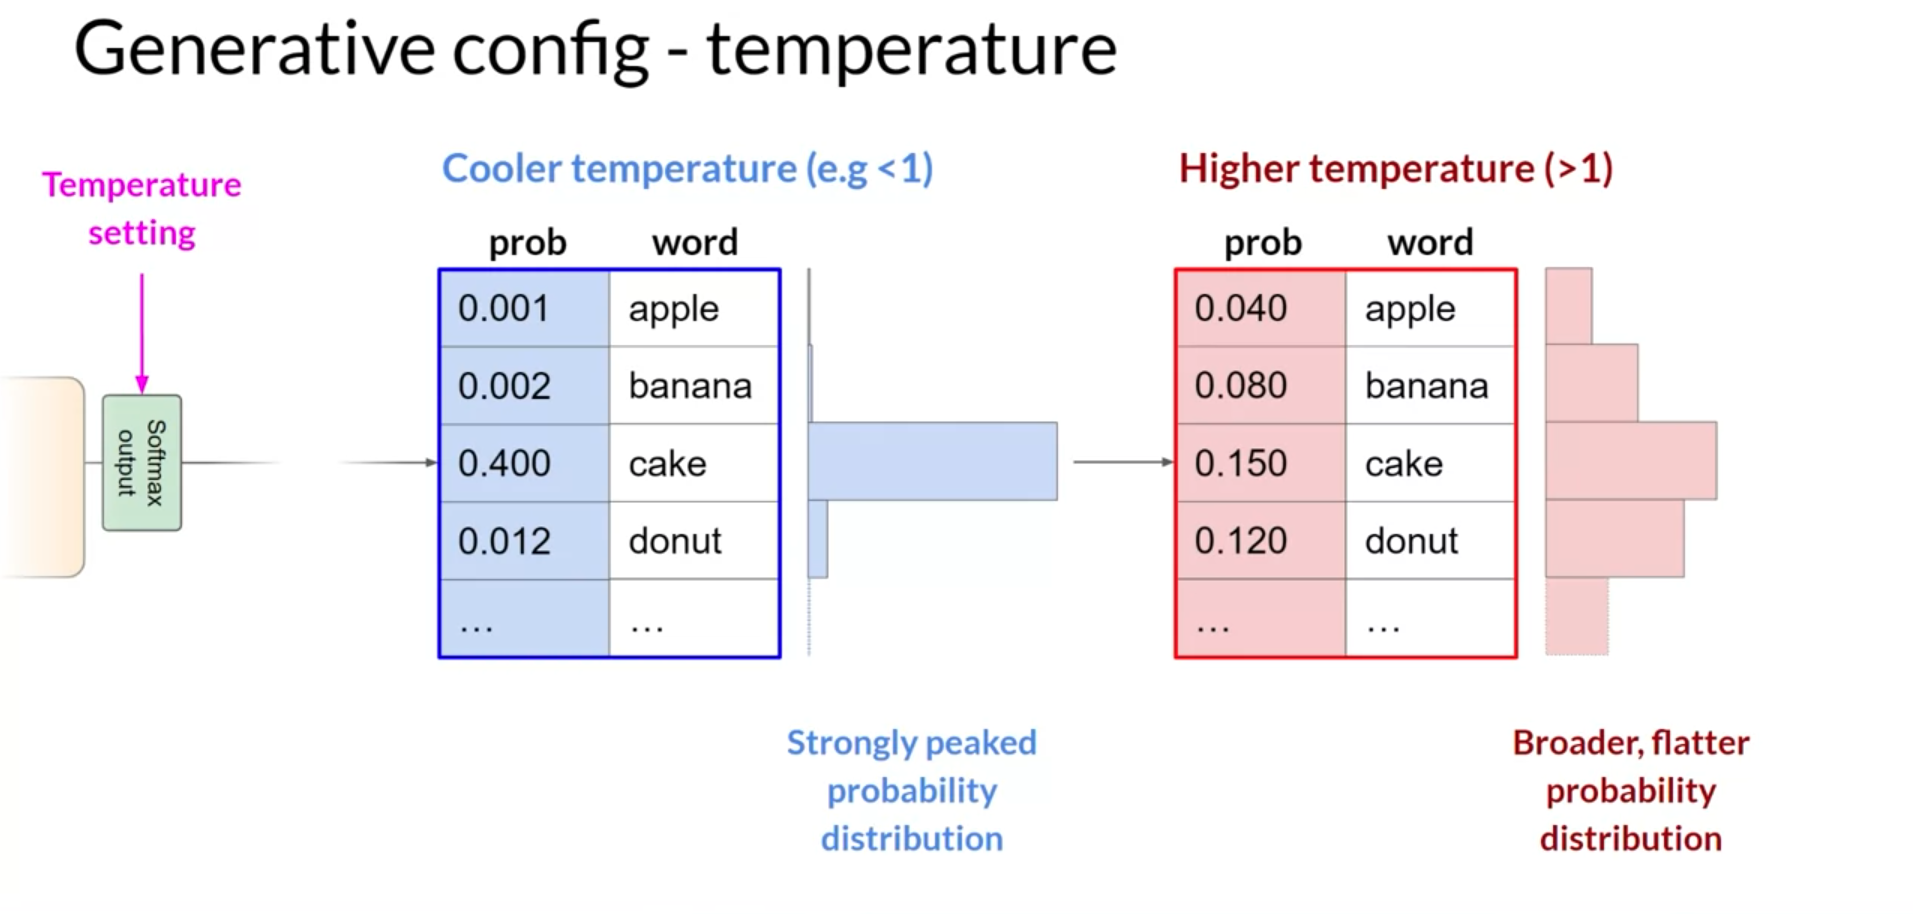 Generative config - temperature
Temperature
setting
Softmax
output
Cooler temperature (e.g <1)
prob word
0.001 apple
0.002 banana
0.400 cake
0.012 donut
... ...
Strongly peaked
probability
distribution
Higher temperature (>1)
prob word
0.040 apple
0.080 banana
0.150 cake
0.120 donut
... ...
Broader, flatter
probability
distribution